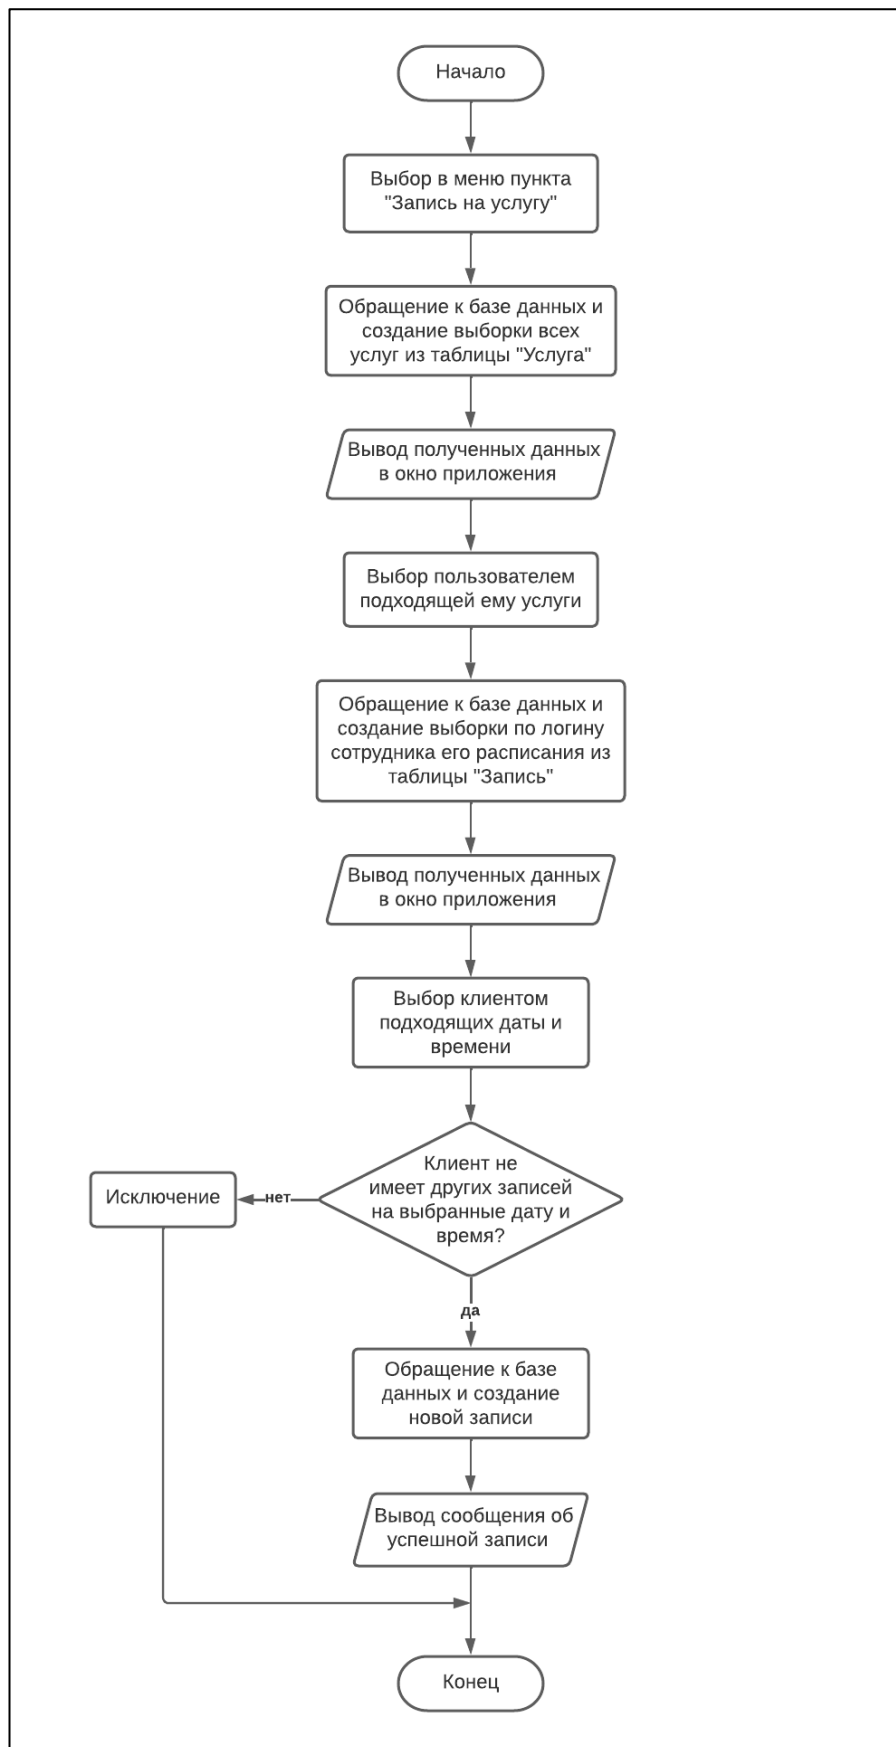 Начало
Выбор в меню пункта
"Запись на услугу"
Обращение к базе данных и
создание выборки всех
услуг из таблицы "Услуга"
Вывод полученных данных
в окно приложения
Выбор пользователем
подходящей ему услуги
Обращение к базе данных и
создание выборки по логину
сотрудника его расписания из
таблицы "Запись"
Вывод полученных данных
в окно приложения
Выбор клиентом
подходящих даты и
времени
Клиент не
имеет других записей
на выбранные дату и
время?
нет
Исключение
да
Обращение к базе
данных и создание
новой записи
Вывод сообщения об
успешной записи
Конец